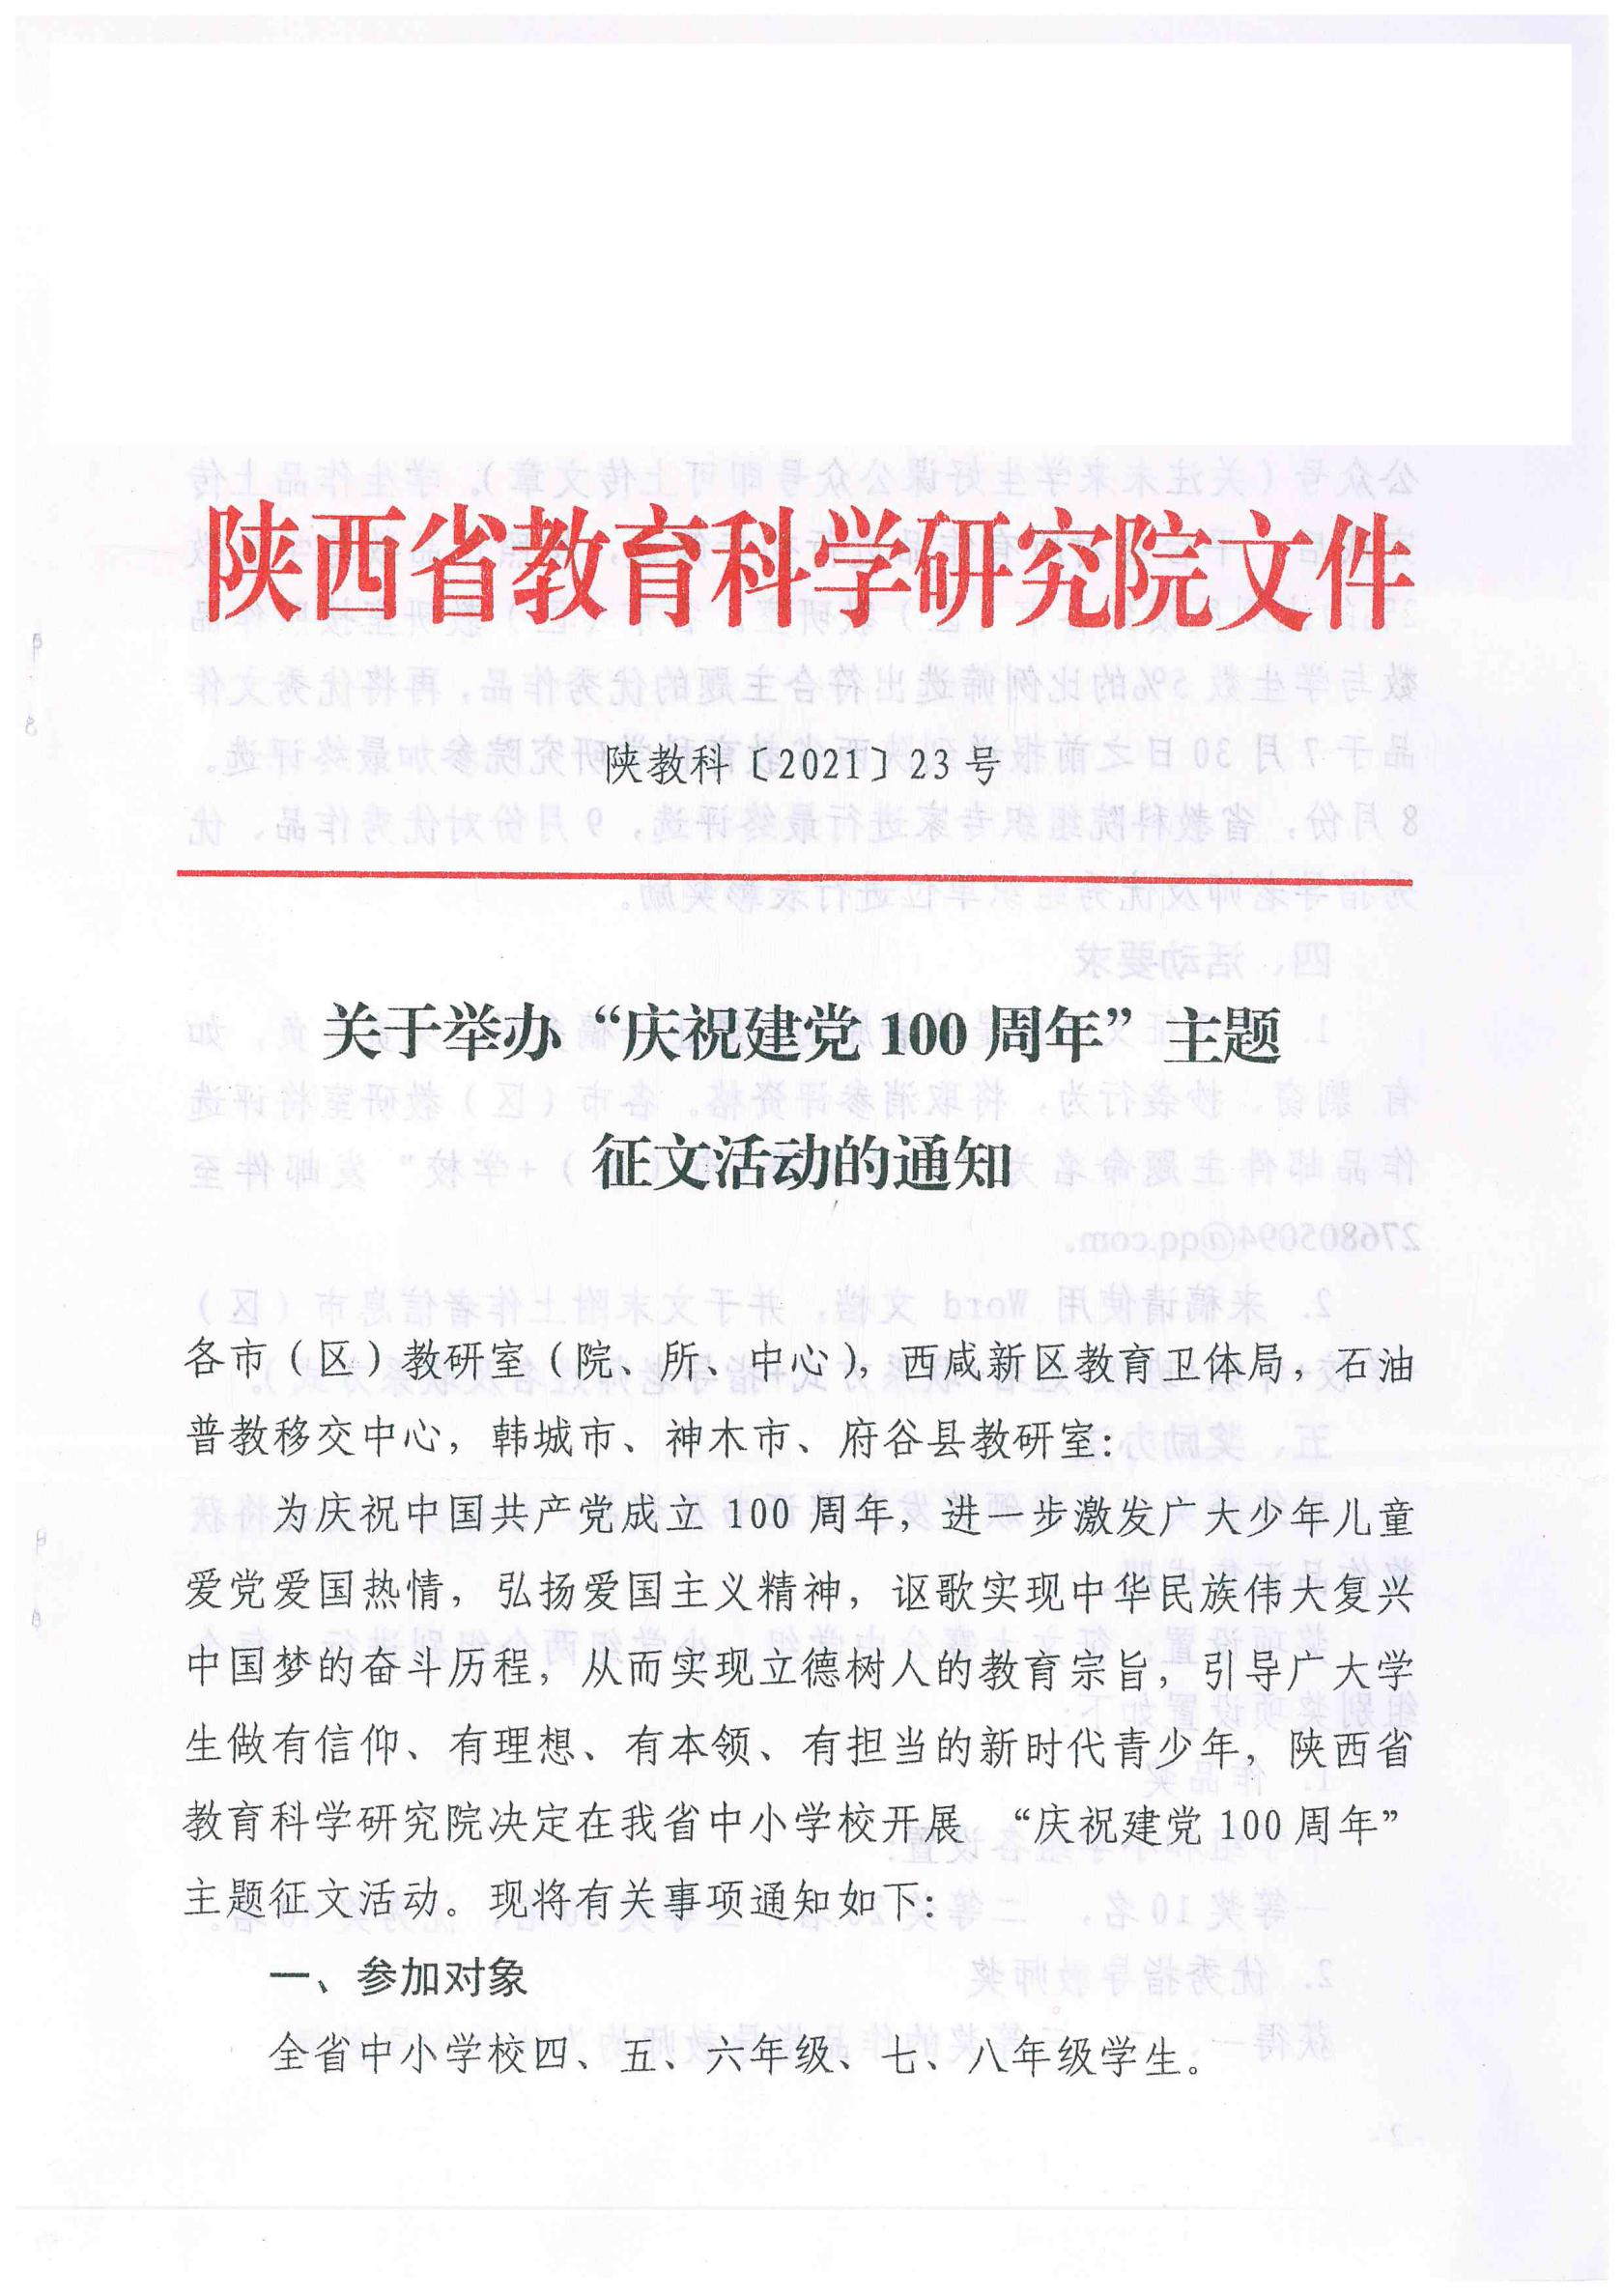 陕西省教育科学研究院文件
陕教科〔2021〕23号
关于举办“庆祝建党100周年”主题
征文活动的通知
各市（区）教研室（院、所、中心），西咸新区教育卫体局，石油
普教移交中心，韩城市、神木市、府谷县教研室：
为庆祝中国共产党成立 100 周年，进一步激发广大少年儿童
爱党爱国热情，弘扬爱国主义精神，讴歌实现中华民族伟大复兴
中国梦的奋斗历程，从而实现立德树人的教育宗旨，引导广大学
生做有信仰、有理想、有本领、有担当的新时代青少年，陕西省
教育科学研究院决定在我省中小学校开展 “庆祝建党 100 周年”
主题征文活动。现将有关事项通知如下：
一、参加对象
全省中小学校四、五、六年级、七、八年级学生。